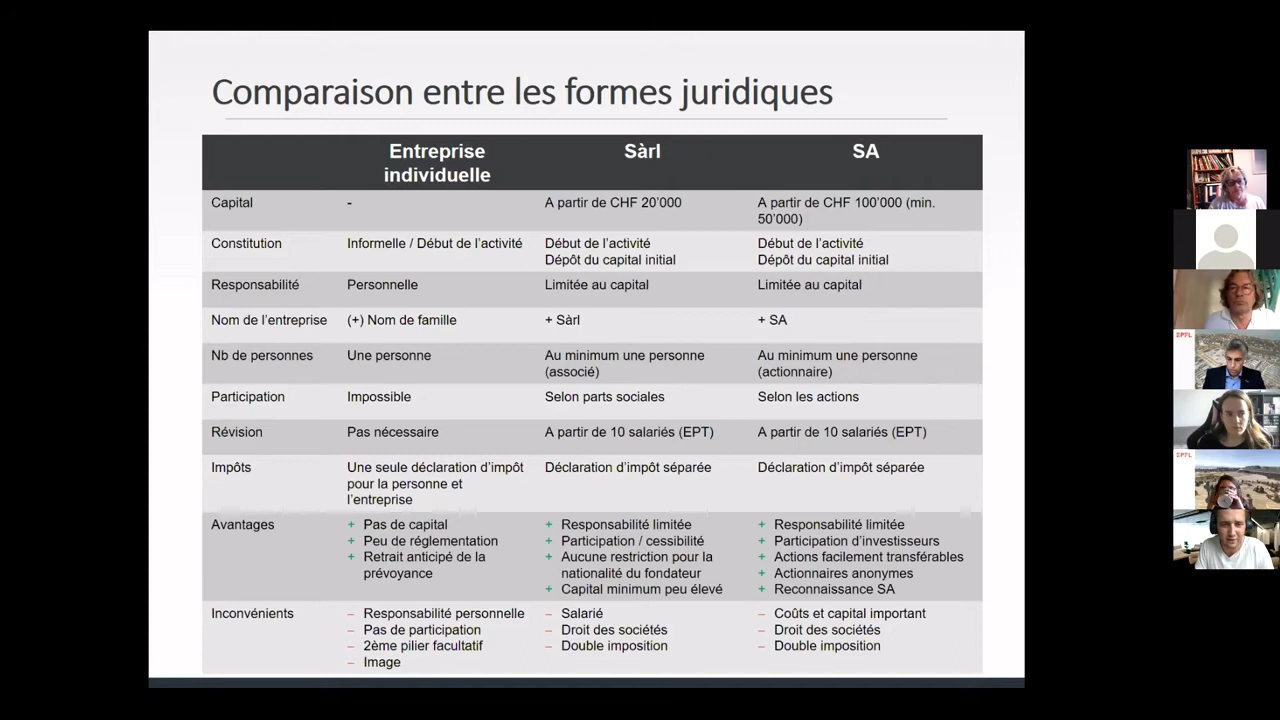 Comparaison entre les formes juridiques
Entreprise individuelle Sàrl SA
Capital - A partir de CHF 20’000 A partir de CHF 100’000 (min. 50’000)
Constitution Informelle / Début de l’activité Début de l’activité Dépôt du capital initial Début de l’activité Dépôt du capital initial
Responsabilité Personnelle Limitée au capital Limitée au capital
Nom de l’entreprise (+) Nom de famille + Sàrl + SA
Nb de personnes Une personne Au minimum une personne (associé) Au minimum une personne (actionnaire)
Participation Impossible Selon parts sociales Selon les actions
Révision Pas nécessaire A partir de 10 salariés (EPT) A partir de 10 salariés (EPT)
Impôts Une seule déclaration d’impôt pour la personne et l’entreprise Déclaration d’impôt séparée Déclaration d’impôt séparée
Avantages
+ Pas de capital
+ Peu de réglementation
+ Retrait anticipé de la
prévoyance
+ Responsabilité limitée
+ Participation / cessibilité
+ Aucune restriction pour la
nationalité du fondateur
+ Capital minimum peu élevé
+ Responsabilité limitée
+ Participation d’investisseurs
+ Actions facilement transférables
+ Actionnaires anonymes
+ Reconnaissance SA
Inconvénients
– Responsabilité personnelle
– Pas de participation
– 2ème pilier facultatif
– Image
– Salarié
– Droit des sociétés
– Double imposition
– Coûts et capital important
– Droit des sociétés
– Double imposition
EPFL
EPFL